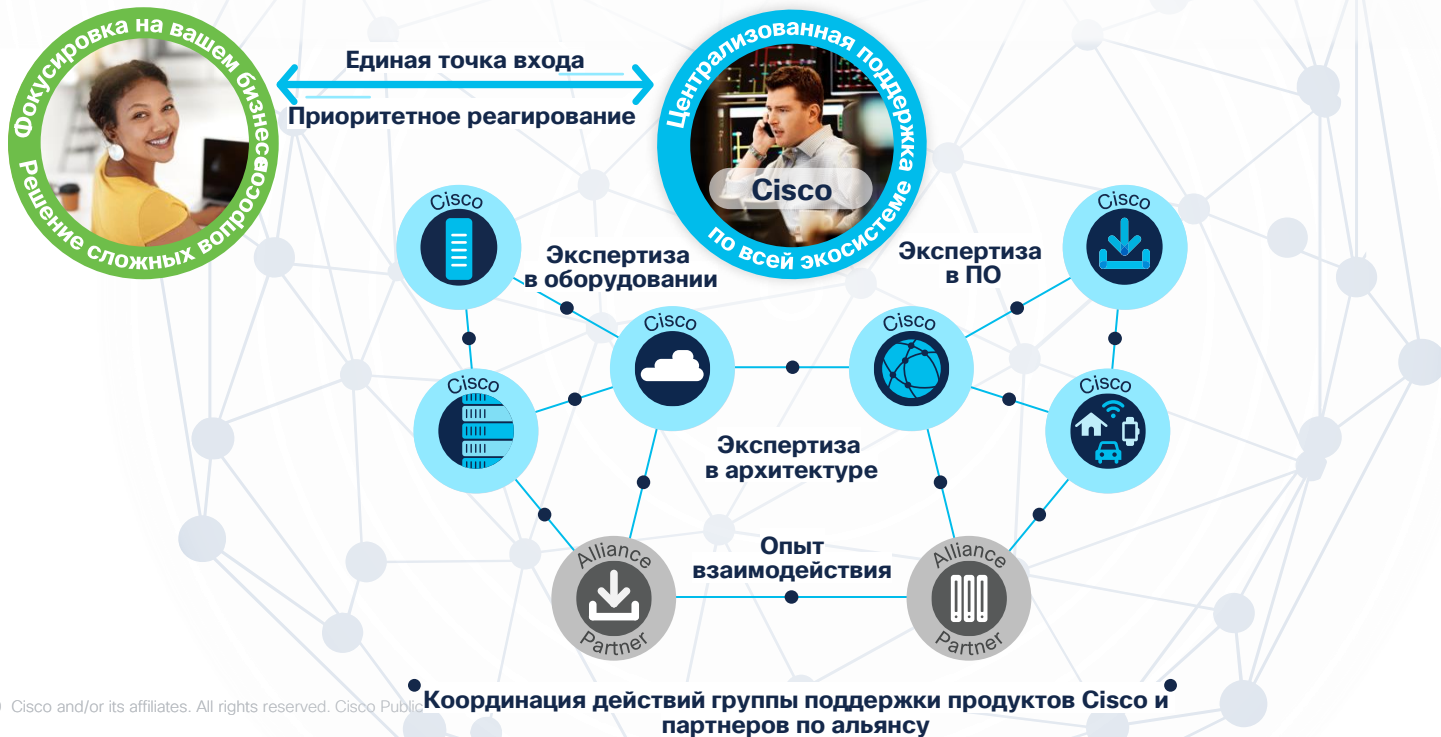 Фокусировка на вашем бизнесе
Решение сложных вопросов
Единая точка входа
Приоритетное реагирование
Централизованная поддержка
по всей экосистеме
Cisco
Cisco
Экспертиза
в оборудовании
Экспертиза
в ПО
Cisco
Cisco
Cisco
Cisco
Cisco
Экспертиза
в архитектуре
Опыт
взаимодействия
Alliance
Partner
Alliance
Partner
Cisco and/or its affiliates. All rights reserved. Cisco Public
Координация действий группы поддержки продуктов Cisco и
партнеров по альянсу